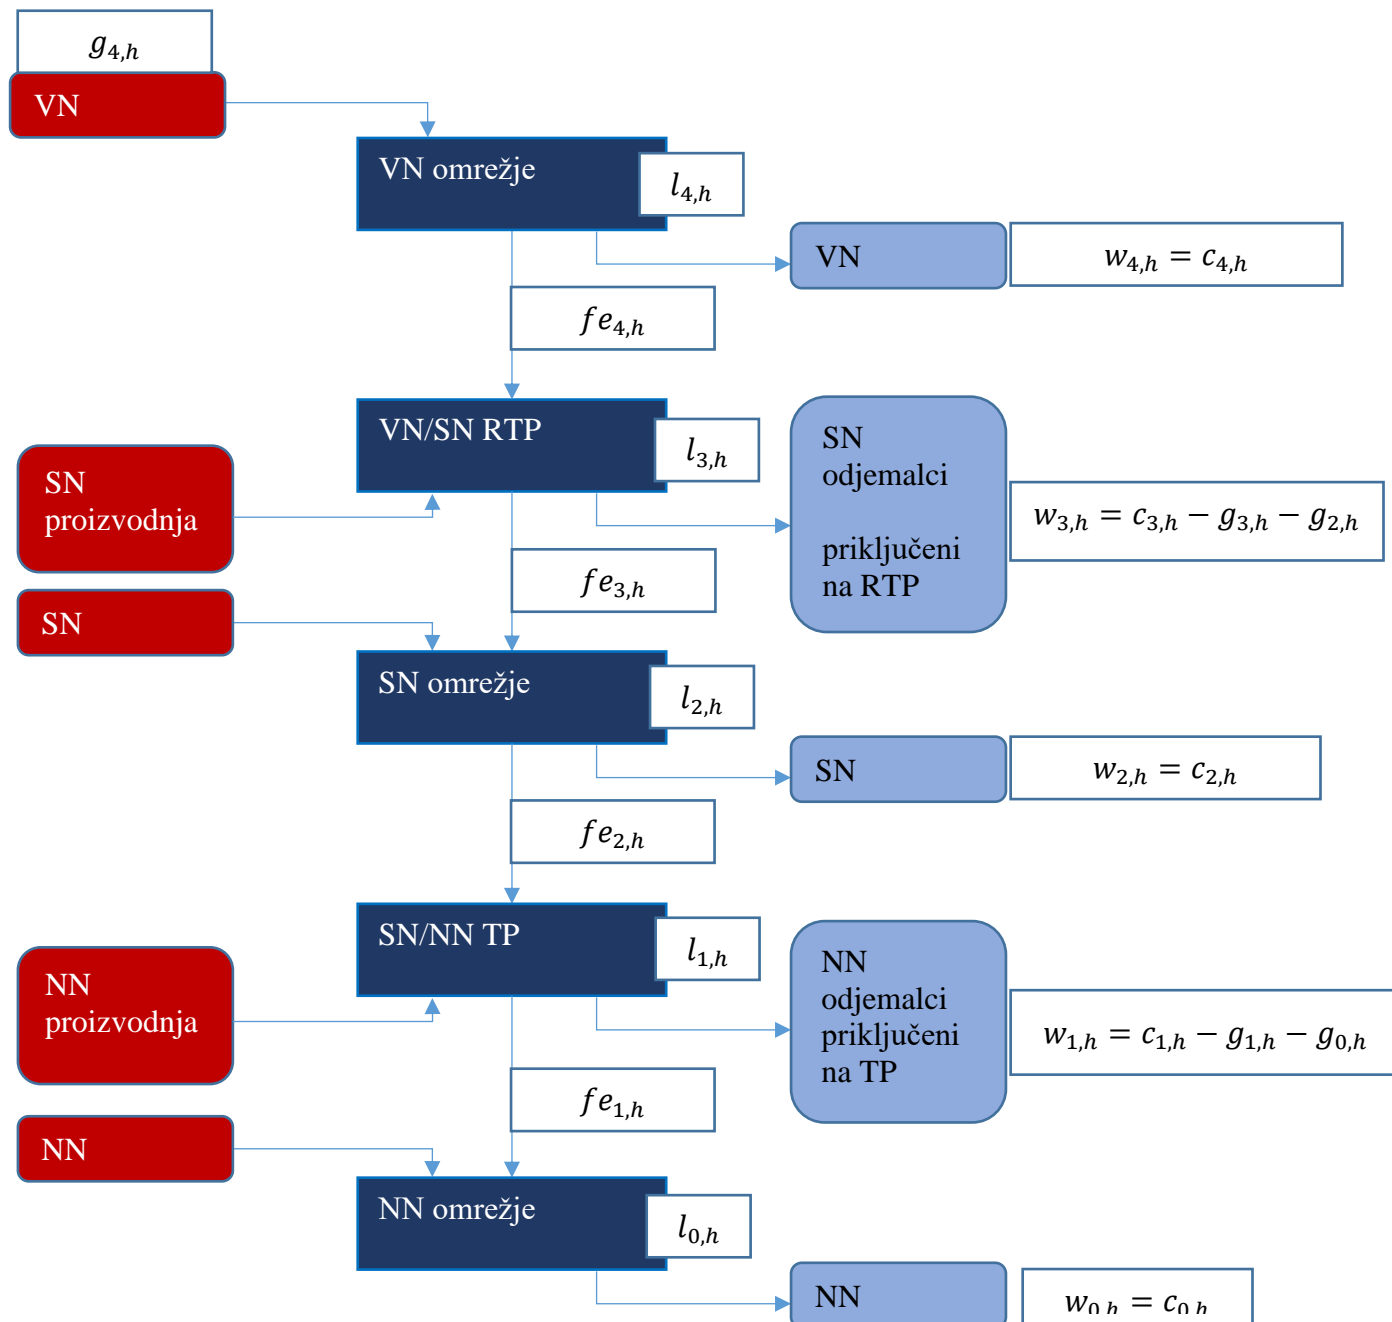 g4,h
VN
VN omrežje
l4,h
VN
w4,h = c4,h
fe4,h
VN/SN RTP
l3,h
SN
odjemalci
priključeni
na RTP
w3,h = c3,h − g3,h − g2,h
SN
proizvodnja
fe3,h
SN
SN omrežje
l2,h
SN
w2,h = c2,h
fe2,h
SN/NN TP
l1,h
NN
odjemalci
priključeni
na TP
w1,h = c1,h − g1,h − g0,h
NN
proizvodnja
fe1,h
NN
NN omrežje
l0,h
NN
w0,h = c0,h